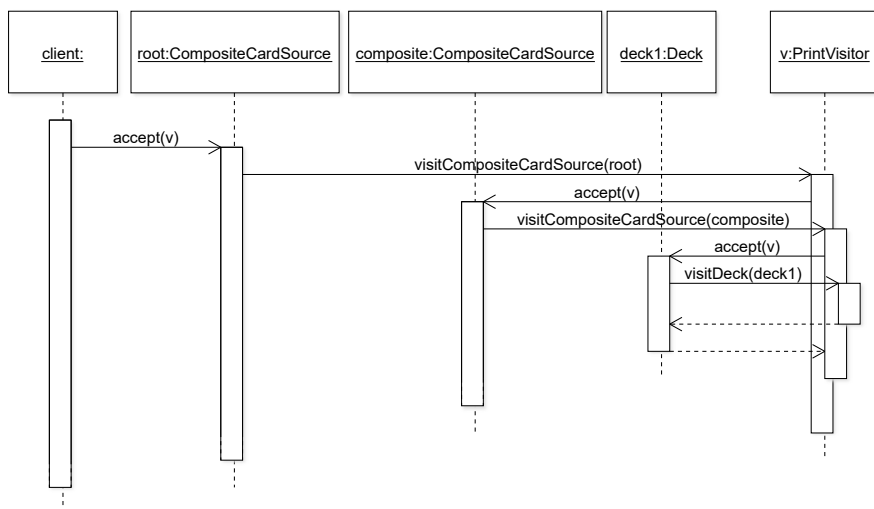 client:
root:CompositeCardSource
composite:CompositeCardSource
deck1:Deck
v:PrintVisitor
accept(v)
visitCompositeCardSource(root)
accept(v)
visitCompositeCardSource(composite)
accept(v)
visitDeck(deck1)